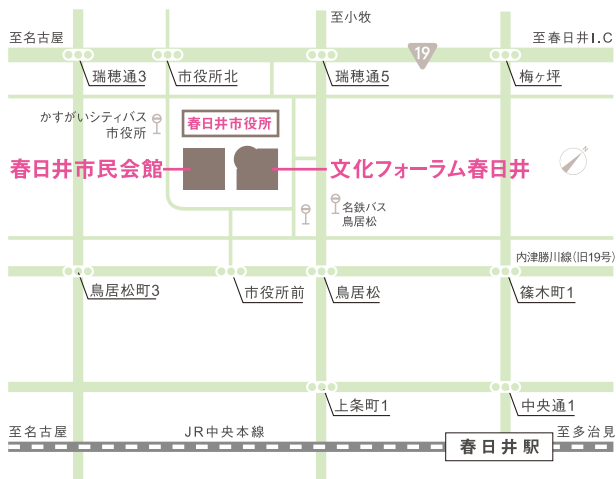 至小牧
至名古屋
至春日井I.C
19
瑞穂通3
市役所北
瑞穂通5
梅ヶ坪
かすがいシティバス
市役所
春日井市役所
春日井市民会館
文化フォーラム春日井
名鉄バス
鳥居松
内津勝川線(旧19号)
鳥居松町3
市役所前
鳥居松
篠木町1
上条町1
中央通1
至名古屋
JR中央本線
春日井駅
至多治見